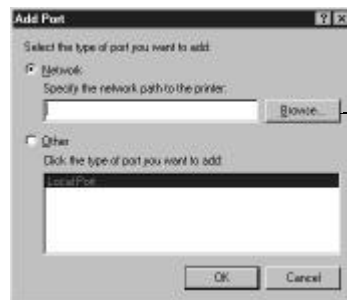 Add Port
Select the type of port you want to add:
Network
Specify the network path to the printer:
Browse...
Other
Click the type of port you want to add:
Local Port
OK
Cancel